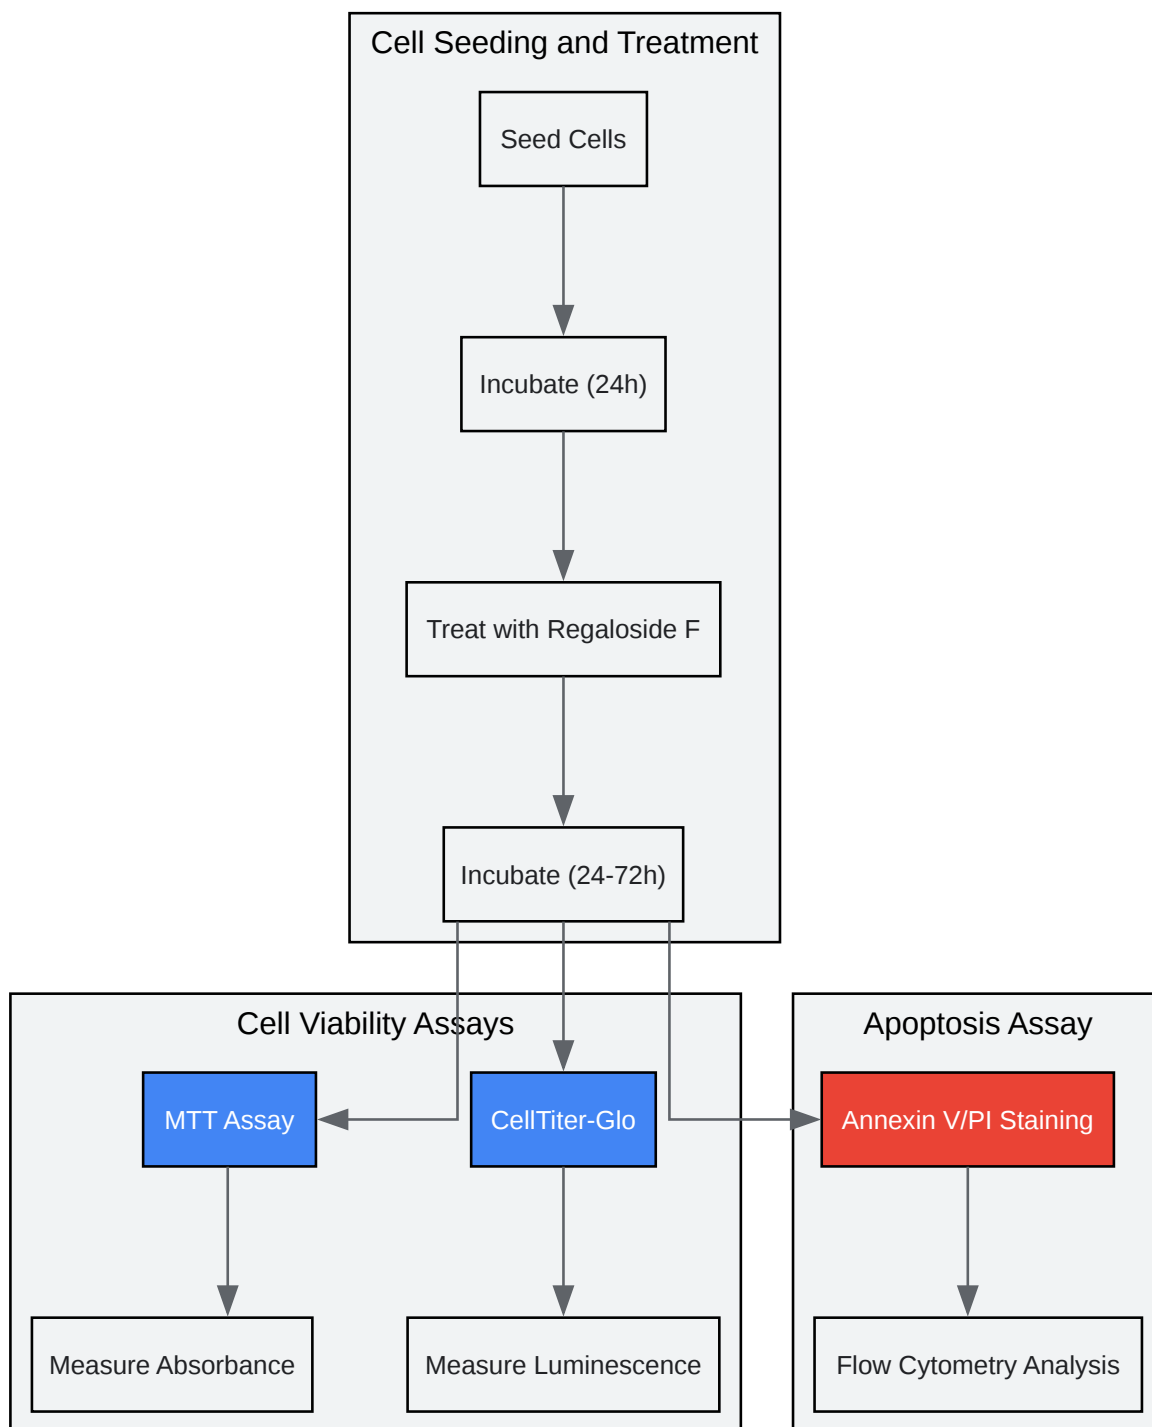 Cell Seeding and Treatment
Seed Cells
Incubate (24h)
Treat with Regaloside F
Incubate (24-72h)
Cell Viability Assays
Apoptosis Assay
MTT Assay
CellTiter-Glo
Annexin V/PI Staining
Measure Absorbance
Measure Luminescence
Flow Cytometry Analysis